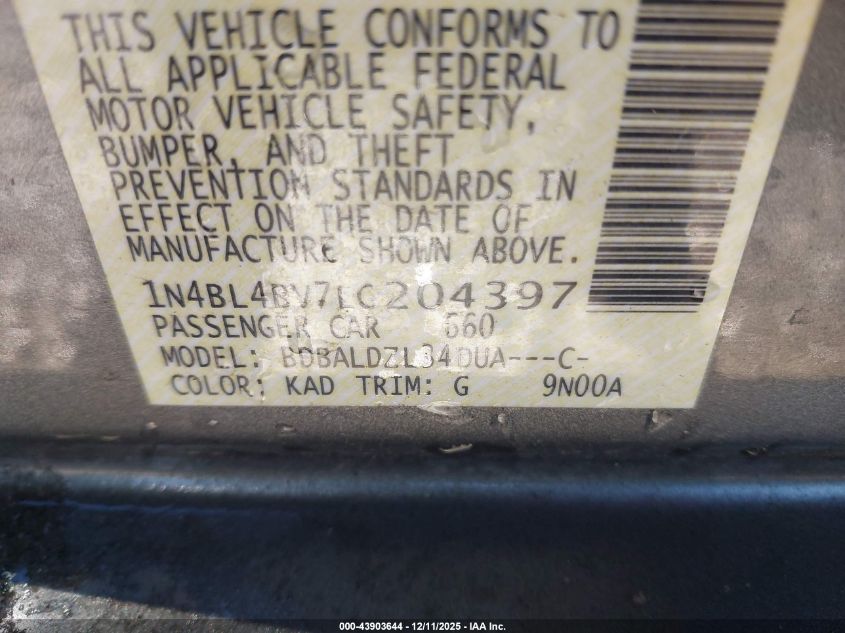 THIS VEHICLE CONFORMS TO
ALL APPLICABLE FEDERAL
MOTOR VEHICLE SAFETY,
BUMPER, AND THEFT
PREVENTION STANDARDS IN
EFFECT ON THE DATE OF
MANUFACTURE SHOWN ABOVE.
1N4BL4BV7LC204397
PASSENGER CAR 660
MODEL: BDBALDZL34DUA---C-
COLOR: KAD TRIM: G 9N00A
000-43903644 - 12/11/2025 - IAA Inc.